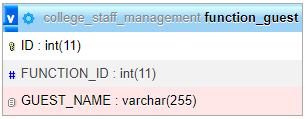 v college_staff_management function_guest
ID : int(11)
# FUNCTION_ID : int(11)
GUEST_NAME : varchar(255)